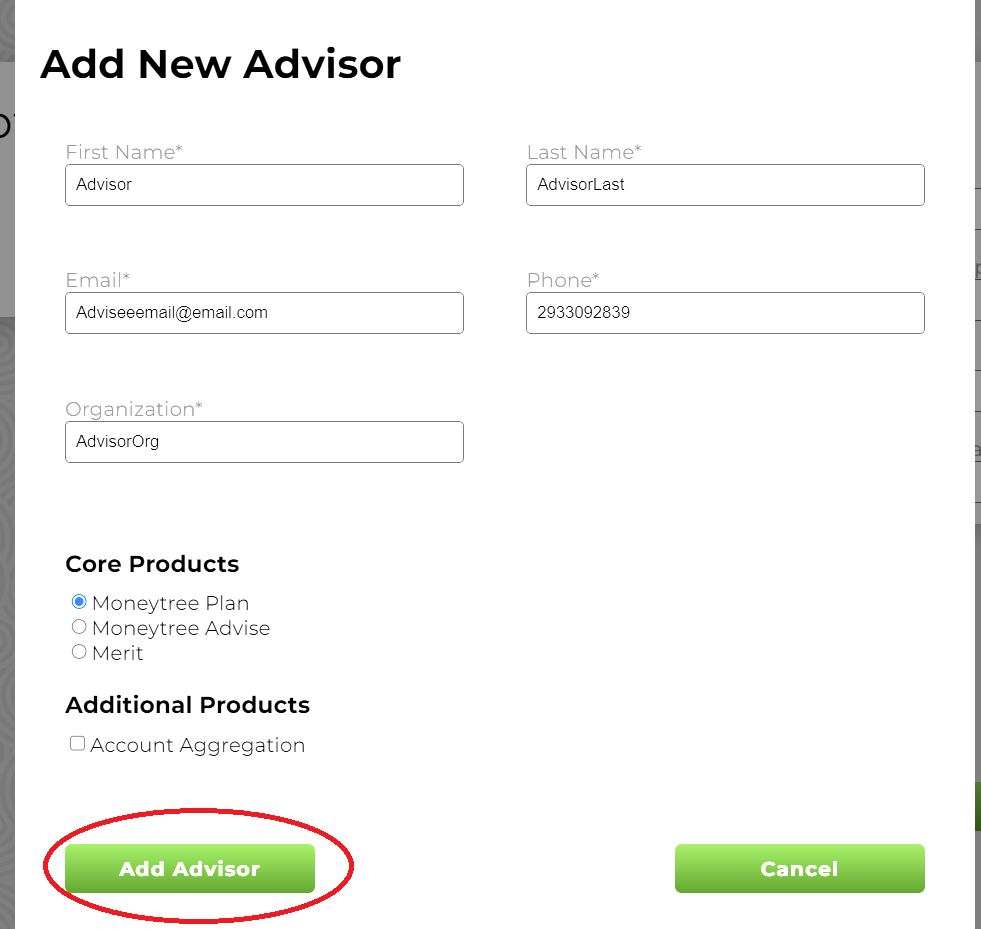 Add New Advisor
First Name* Last Name*
Advisor AdvisorLast
Email* Phone*
Adviseeemail@email.com 2933092839
Organization*
AdvisorOrg
Core Products
Moneytree Plan
Moneytree Advise
Merit
Additional Products
Account Aggregation
Add Advisor Cancel